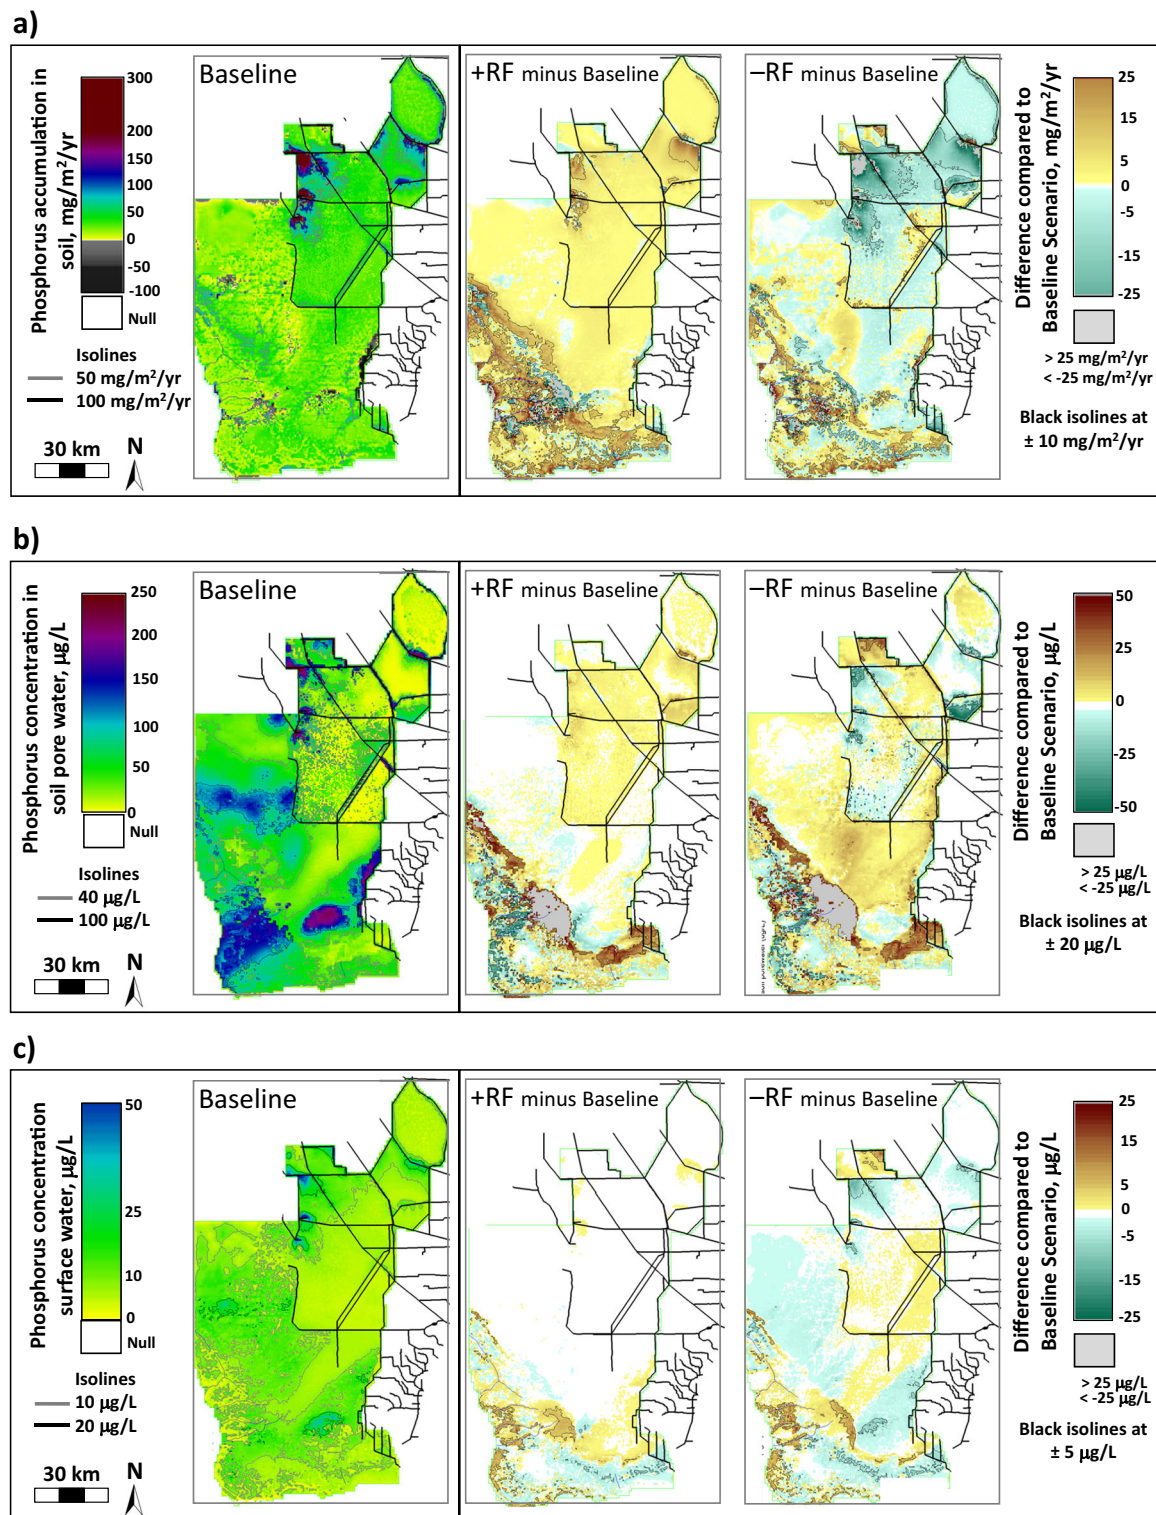 a)
Baseline
+RF minus Baseline
−RF minus Baseline
Phosphorus accumulation in
soil, mg/m²/yr
300
200
150
100
50
0
-50
-100
Null
Isolines
50 mg/m²/yr
100 mg/m²/yr
30 km
N
Difference compared to
Baseline Scenario, mg/m²/yr
25
15
5
0
-5
-15
-25
> 25 mg/m²/yr
< -25 mg/m²/yr
Black isolines at
± 10 mg/m²/yr
b)
Baseline
+RF minus Baseline
−RF minus Baseline
Phosphorus concentration in
soil pore water, µg/L
250
200
150
100
50
0
Null
Isolines
40 µg/L
100 µg/L
30 km
N
Difference compared to
Baseline Scenario, µg/L
50
25
0
-25
-50
> 25 µg/L
< -25 µg/L
Black isolines at
± 20 µg/L
c)
Baseline
+RF minus Baseline
−RF minus Baseline
Phosphorus concentration
surface water, µg/L
50
25
10
0
Null
Isolines
10 µg/L
20 µg/L
30 km
N
Difference compared to
Baseline Scenario, µg/L
25
15
5
0
-5
-15
-25
> 25 µg/L
< -25 µg/L
Black isolines at
± 5 µg/L